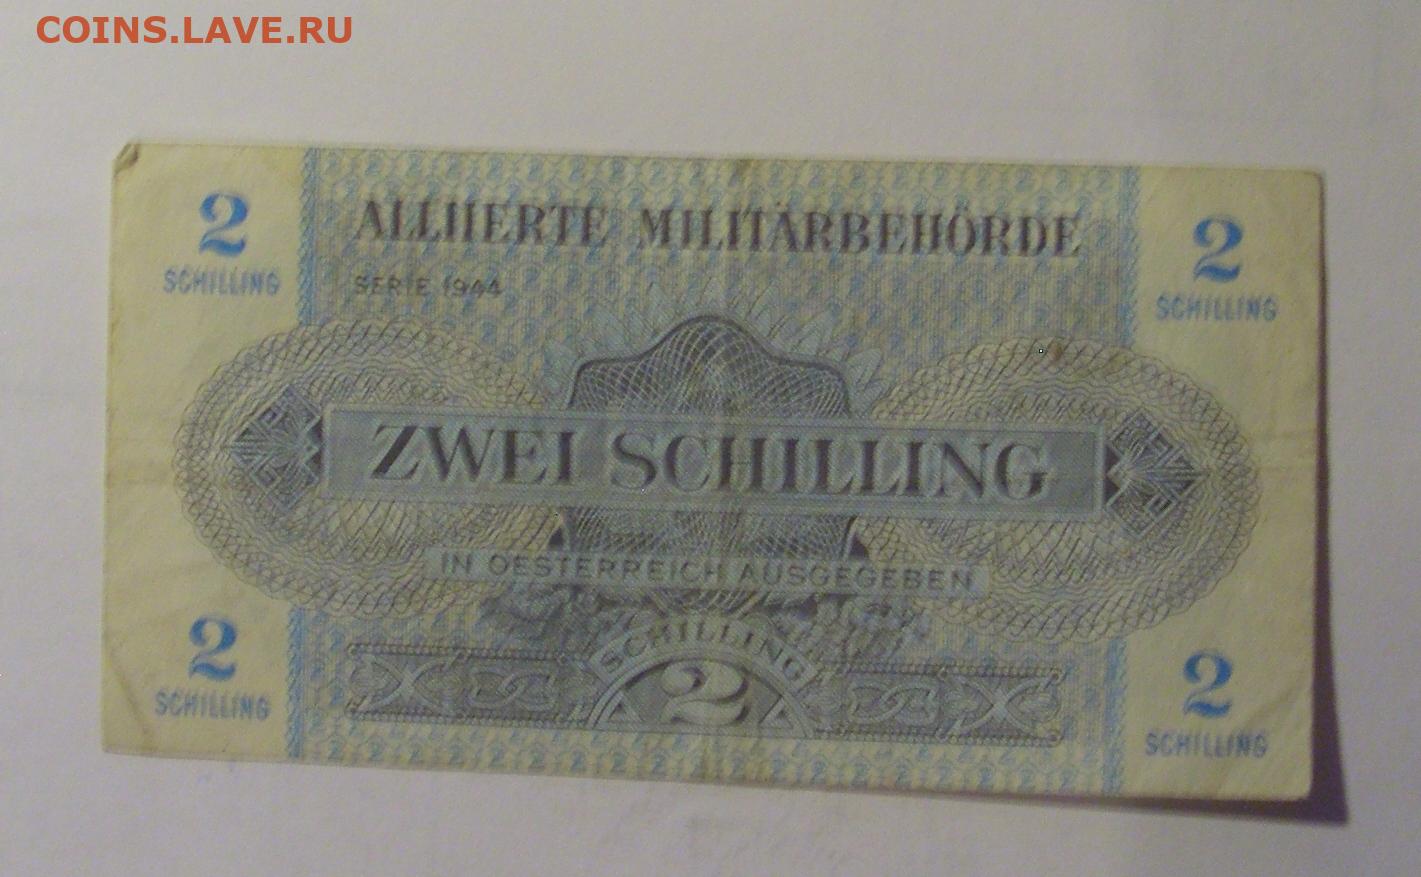 COINS.LAVE.RU
2
SCHILLING
ALLIIERTE MILITÄRBEHÖRDE
2
SCHILLING
SERIE 1944
ZWEI SCHILLING
IN OESTERREICH AUSGEGEBEN
2
SCHILLING
SCHILLING
2
2
SCHILLING